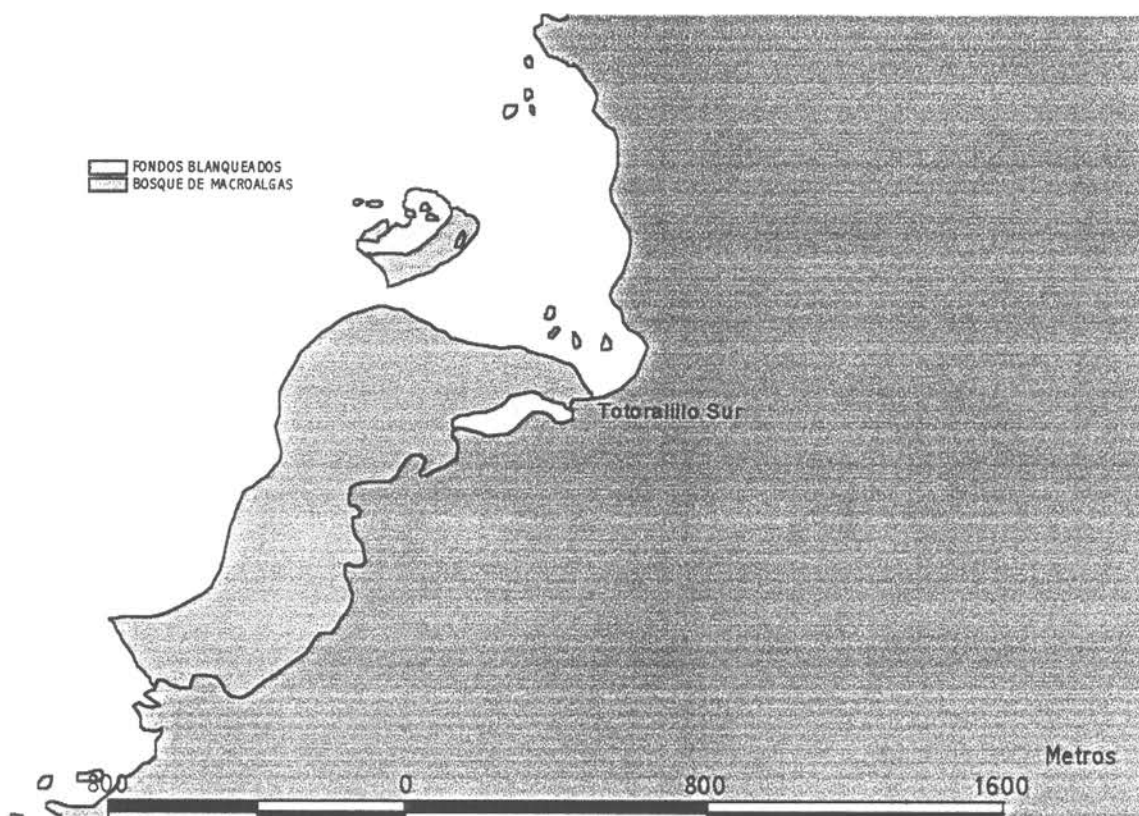 FONDOS BLANQUEADOS
BOSQUE DE MACROALGAS
Totoralillo Sur
Metros
800 0 800 1600